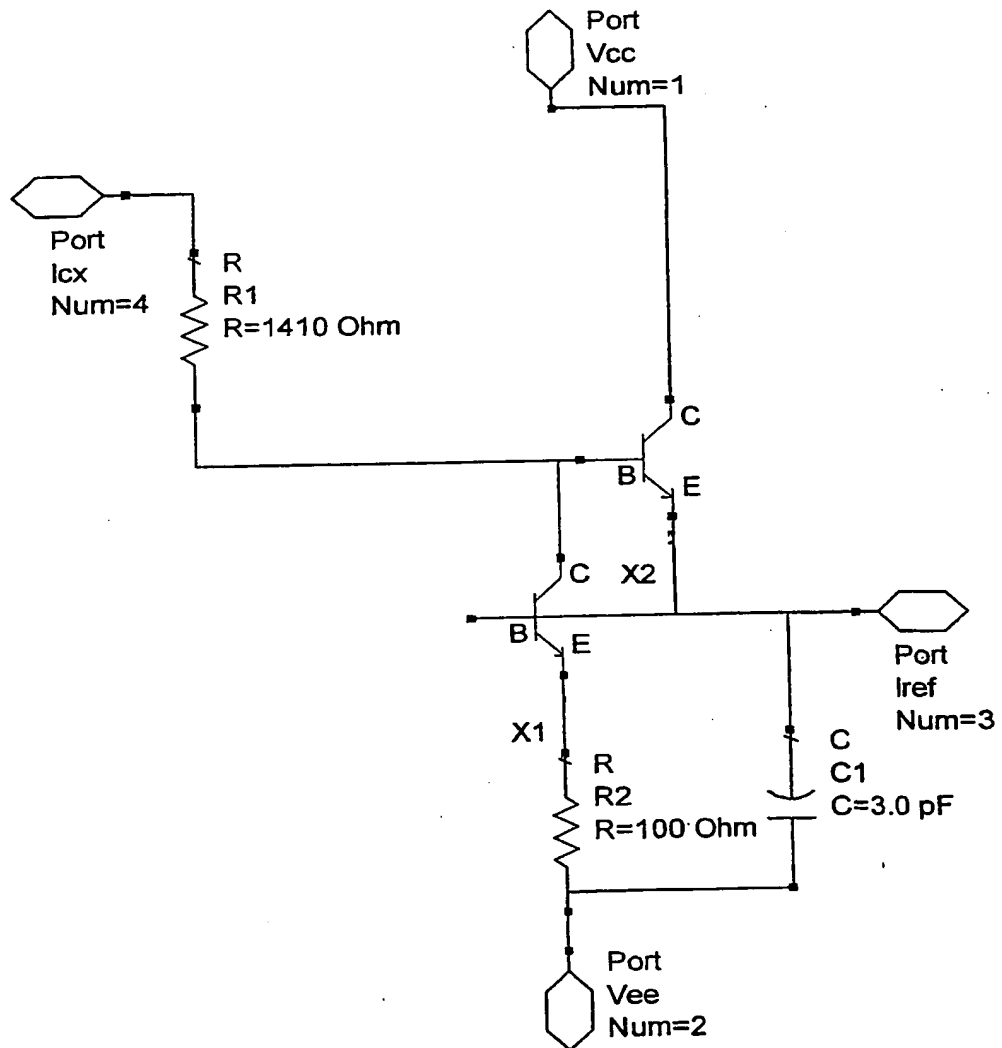 Port
Vcc
Num=1
Port
Icx
Num=4
R
R1
R=1410 Ohm
C
B
E
X2
C
B
E
X1
Port
Iref
Num=3
R
R2
R=100 Ohm
C
C1
C=3.0 pF
Port
Vee
Num=2